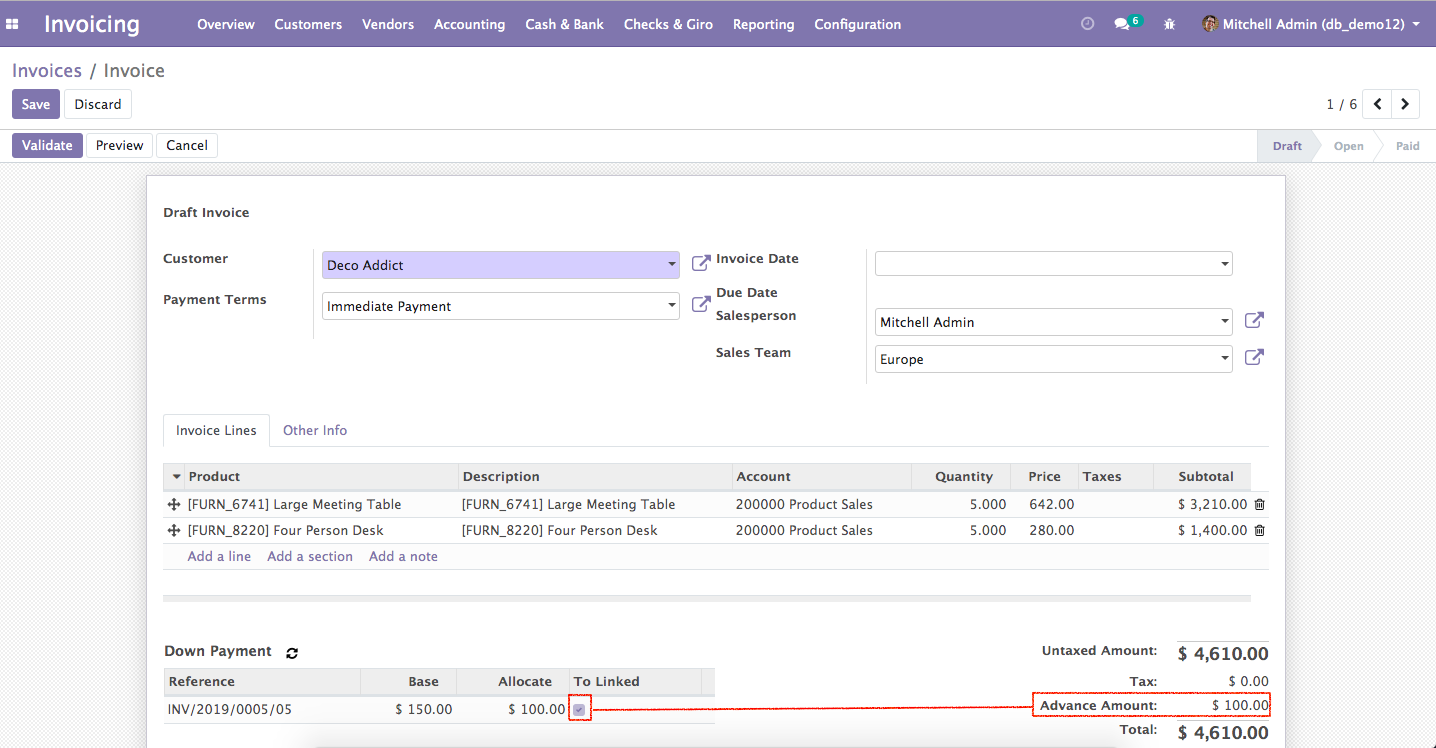 Invoicing Overview Customers Vendors Accounting Cash & Bank Checks & Giro Reporting Configuration 6 Mitchell Admin (db_demo12)
Invoices / Invoice
Save Discard 1 / 6
Validate Preview Cancel Draft Open Paid
Draft Invoice
Customer Deco Addict Invoice Date
Payment Terms Immediate Payment Due Date
Salesperson Mitchell Admin
Sales Team Europe
Invoice Lines Other Info
Product Description Account Quantity Price Taxes Subtotal
[FURN_6741] Large Meeting Table [FURN_6741] Large Meeting Table 200000 Product Sales 5.000 642.00 $ 3,210.00
[FURN_8220] Four Person Desk [FURN_8220] Four Person Desk 200000 Product Sales 5.000 280.00 $ 1,400.00
Add a line Add a section Add a note
Down Payment Untaxed Amount: $ 4,610.00
Reference Base Allocate To Linked Tax: $ 0.00
INV/2019/0005/05 $ 150.00 $ 100.00 Advance Amount: $ 100.00
Total: $ 4,610.00